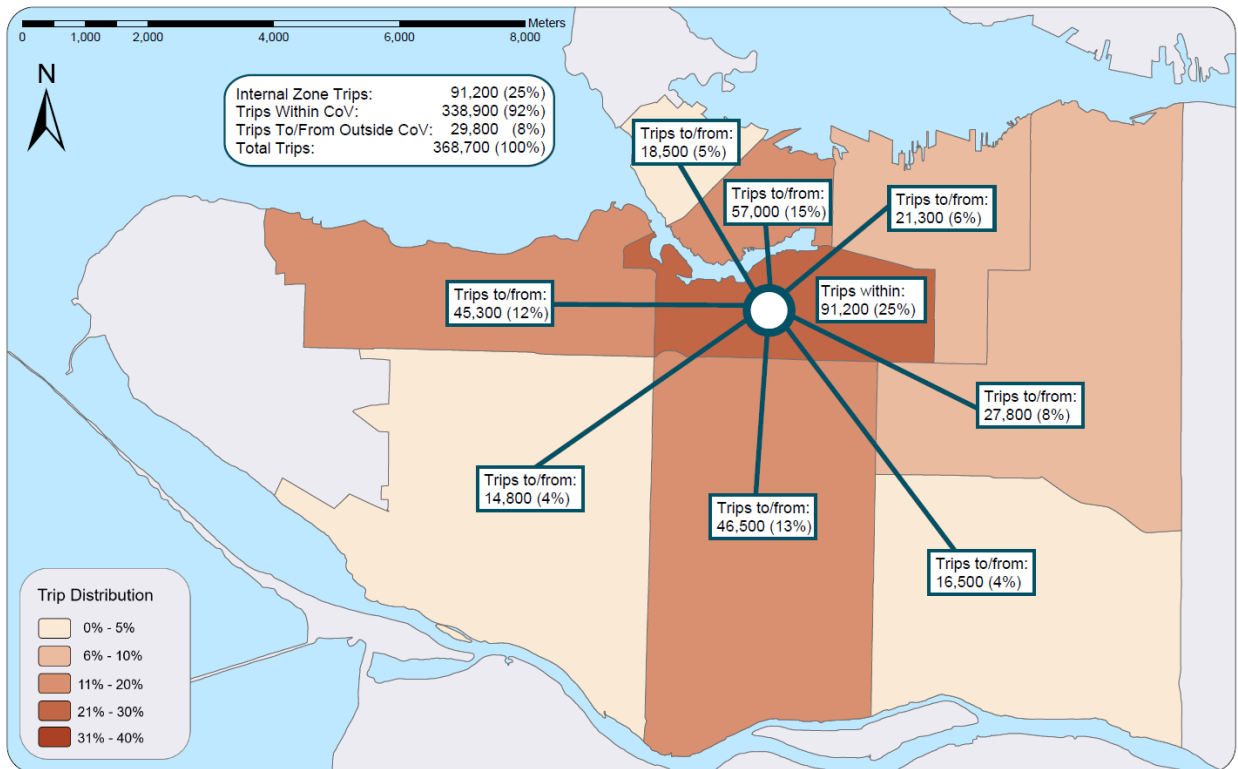 Meters
0 1,000 2,000 4,000 6,000 8,000
N
Internal Zone Trips: 91,200 (25%)
Trips Within CoV: 338,900 (92%)
Trips To/From Outside CoV: 29,800 (8%)
Total Trips: 368,700 (100%)
Trips to/from:
18,500 (5%)
Trips to/from:
57,000 (15%)
Trips to/from:
21,300 (6%)
Trips to/from:
45,300 (12%)
Trips within:
91,200 (25%)
Trips to/from:
27,800 (8%)
Trips to/from:
14,800 (4%)
Trips to/from:
46,500 (13%)
Trips to/from:
16,500 (4%)
Trip Distribution
0% - 5%
6% - 10%
11% - 20%
21% - 30%
31% - 40%